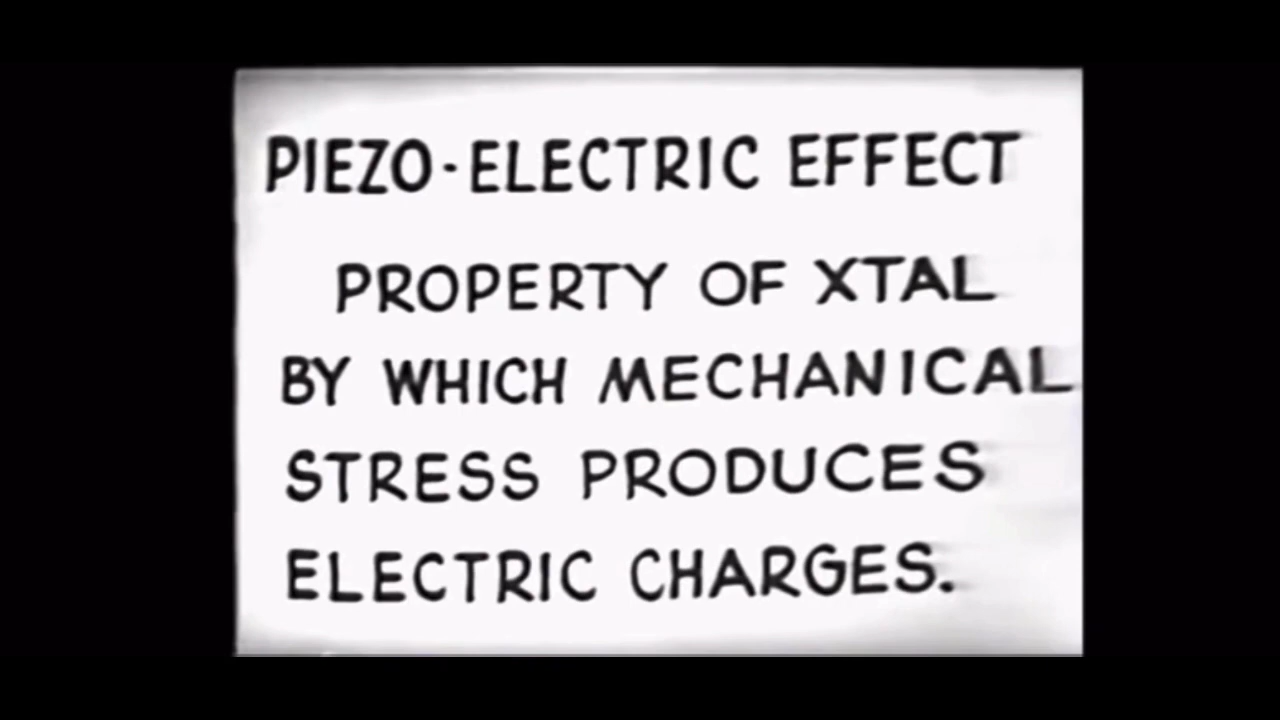 PIEZO-ELECTRIC EFFECT
PROPERTY OF XTAL
BY WHICH MECHANICAL
STRESS PRODUCES
ELECTRIC CHARGES.